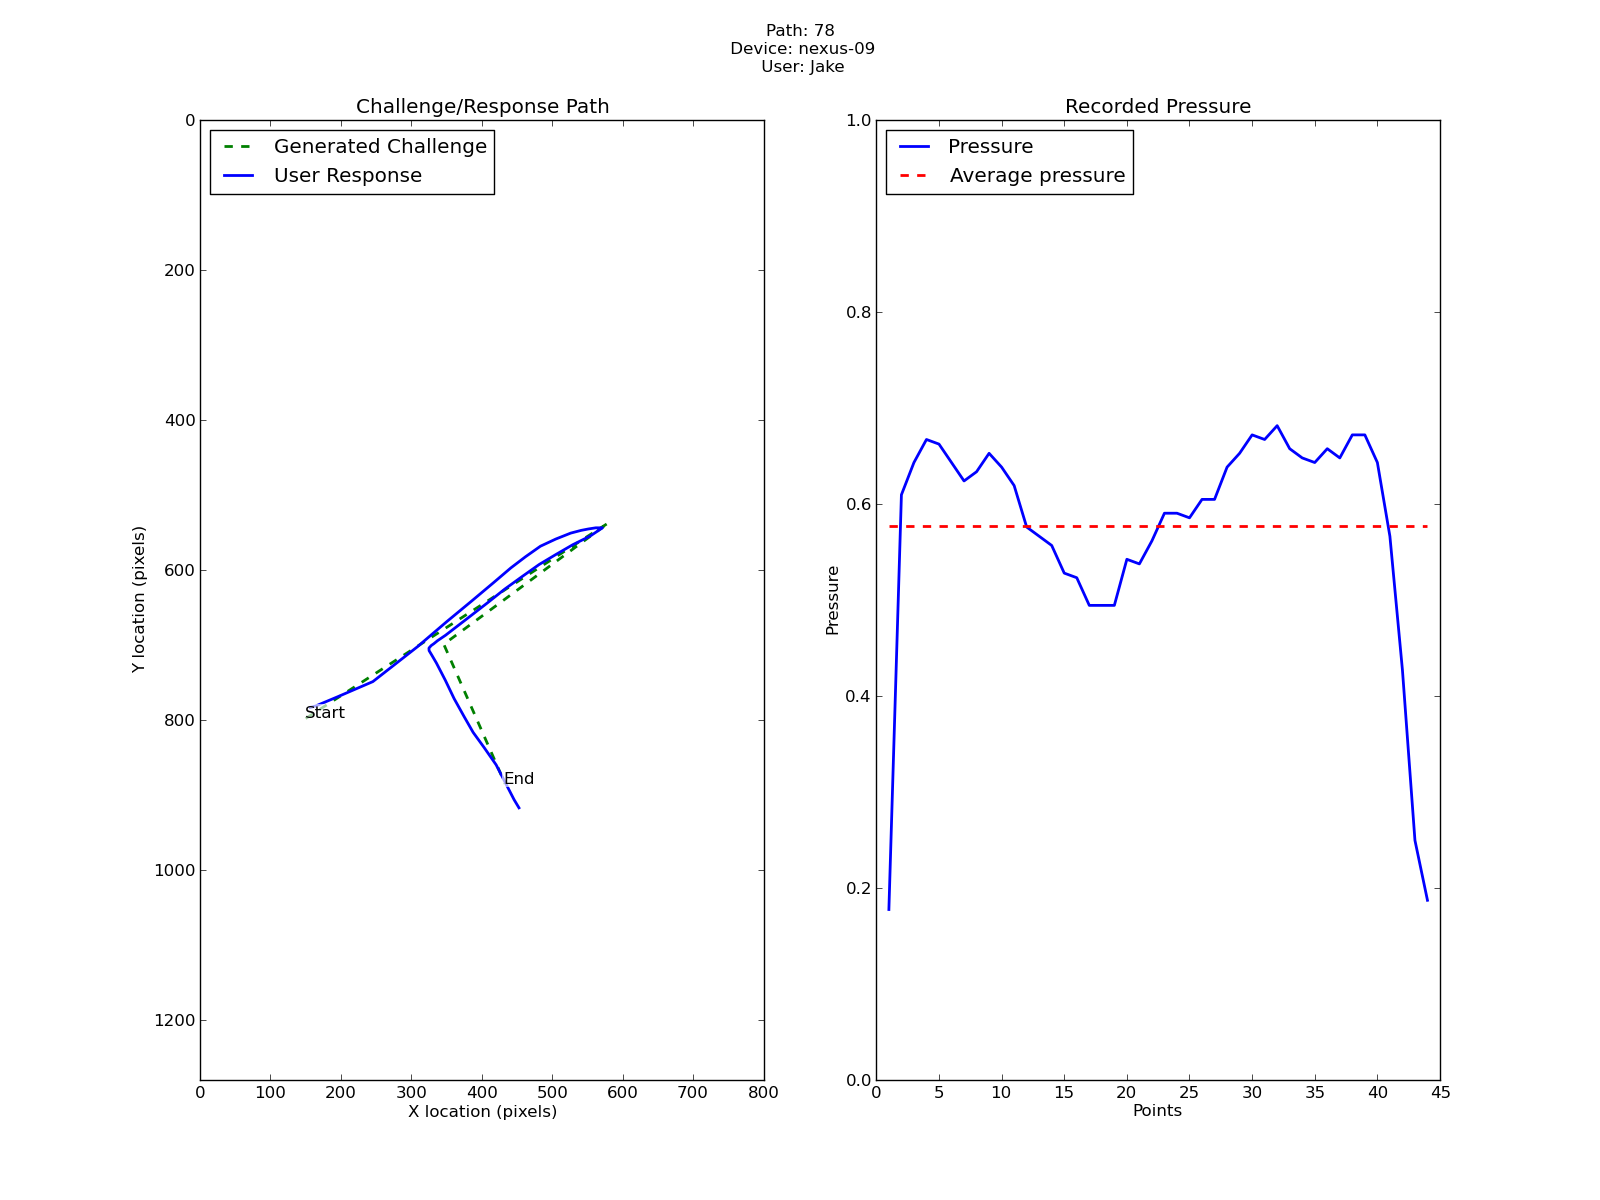 Path: 78
Device: nexus-09
User: Jake
Challenge/Response Path
Generated Challenge
User Response
0
200
400
600
800
1000
1200
Y location (pixels)
Start
End
0 100 200 300 400 500 600 700 800
X location (pixels)
Recorded Pressure
Pressure
Average pressure
1.0
0.8
0.6
0.4
0.2
0.0
Pressure
0 5 10 15 20 25 30 35 40 45
Points